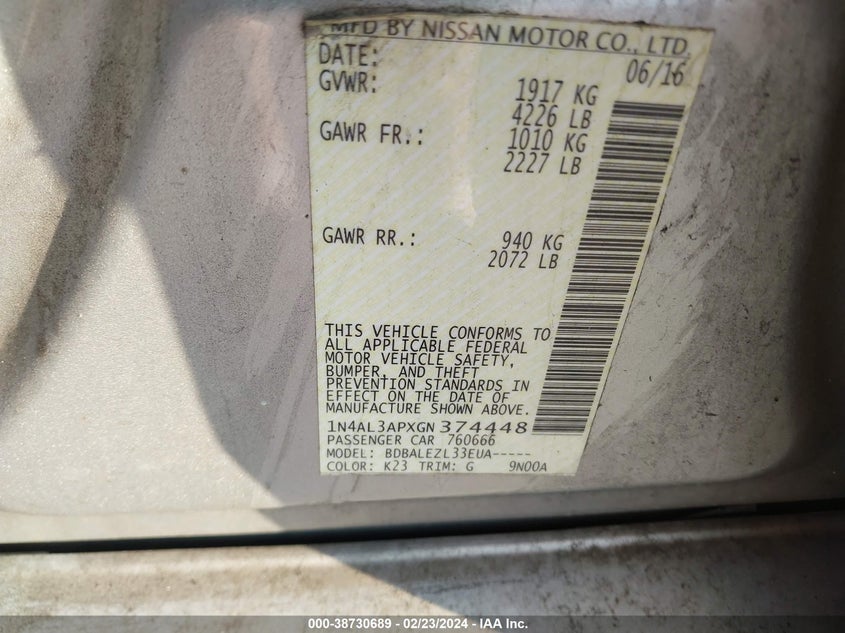 MFD BY NISSAN MOTOR CO., LTD.
DATE: 06/16
GVWR: 1917 KG
4226 LB
GAWR FR.: 1010 KG
2227 LB
GAWR RR.: 940 KG
2072 LB
THIS VEHICLE CONFORMS TO
ALL APPLICABLE FEDERAL
MOTOR VEHICLE SAFETY,
BUMPER, AND THEFT
PREVENTION STANDARDS IN
EFFECT ON THE DATE OF
MANUFACTURE SHOWN ABOVE.
1N4AL3APXGN374448
PASSENGER CAR 760666
MODEL: BDBALEZL33EUA-----
COLOR: K23 TRIM: G 9N00A
000-38730689 - 02/23/2024 - IAA Inc.